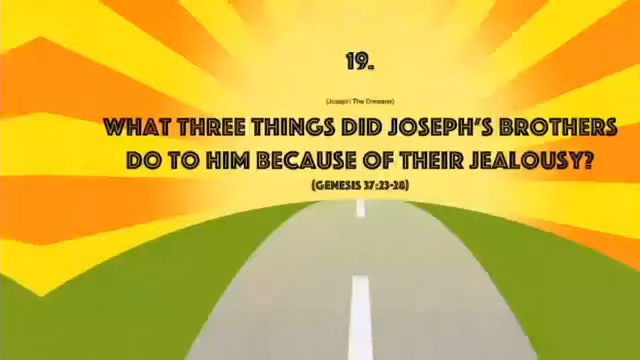 19.
(Joseph The Dreamer)
WHAT THREE THINGS DID JOSEPH'S BROTHERS
DO TO HIM BECAUSE OF THEIR JEALOUSY?
(GENESIS 37:23-28)